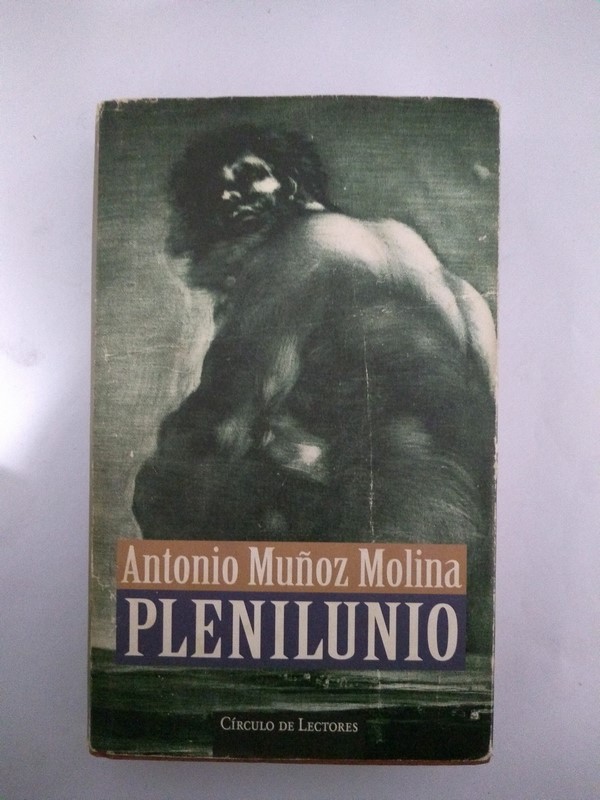 Antonio Muñoz Molina
PLENILUNIO
CÍRCULO DE LECTORES